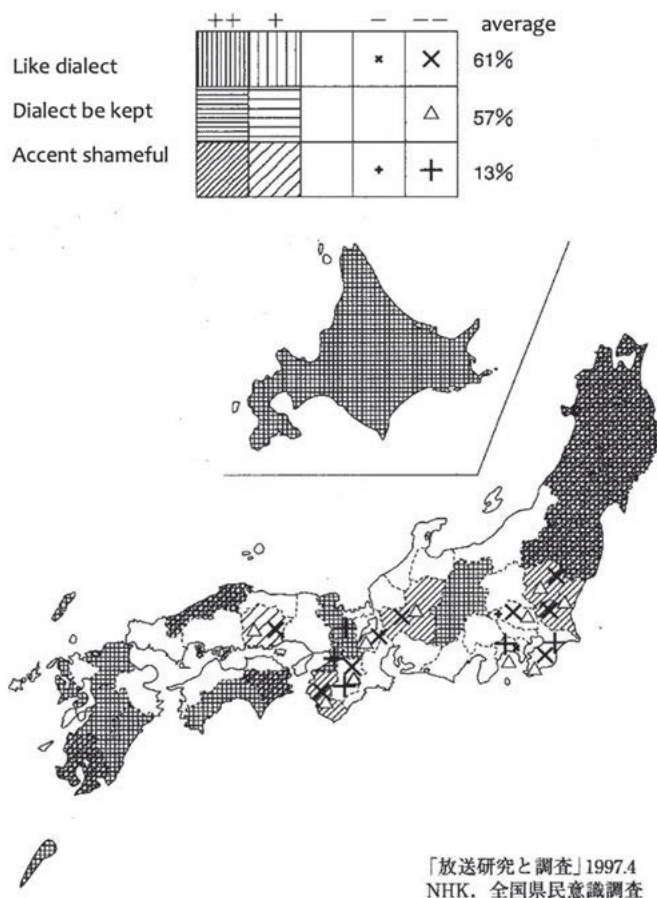 ++ + - -- average
Like dialect 61%
Dialect be kept 57%
Accent shameful 13%
「放送研究と調査」1997.4
NHK. 全国県民意識調査